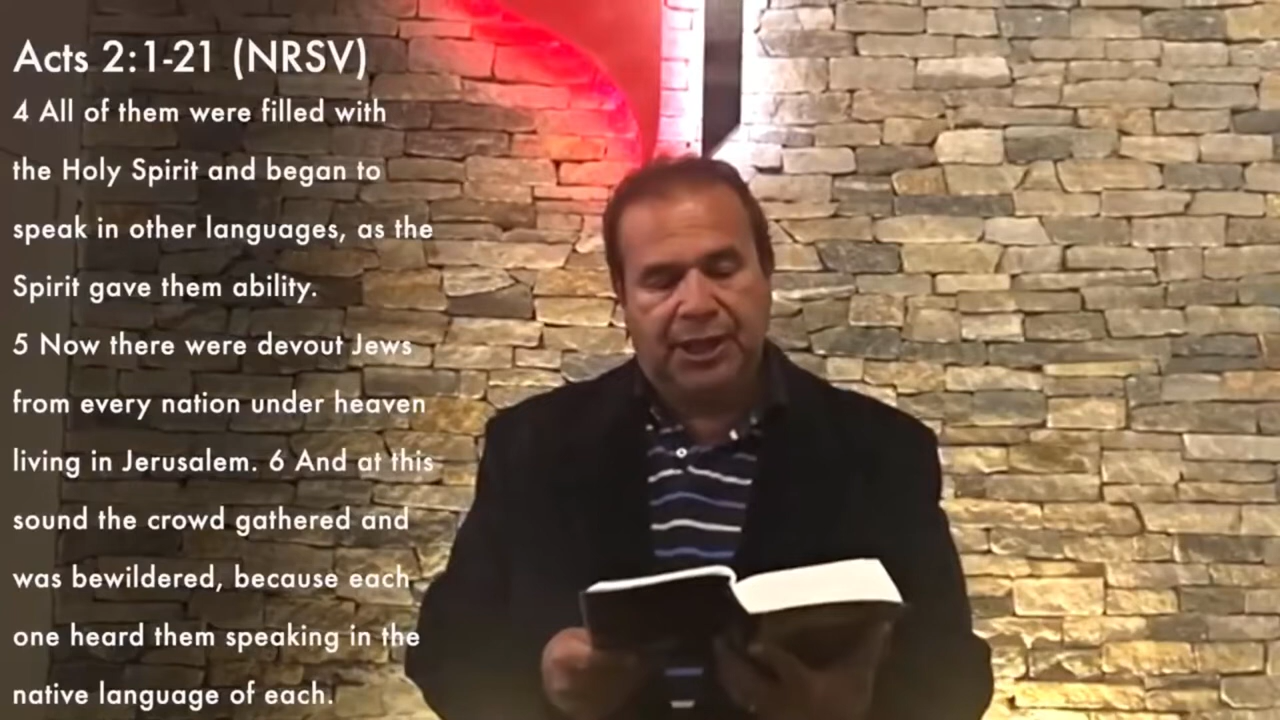 Acts 2:1-21 (NRSV)
4 All of them were filled with
the Holy Spirit and began to
speak in other languages, as the
Spirit gave them ability.
5 Now there were devout Jews
from every nation under heaven
living in Jerusalem. 6 And at this
sound the crowd gathered and
was bewildered, because each
one heard them speaking in the
native language of each.